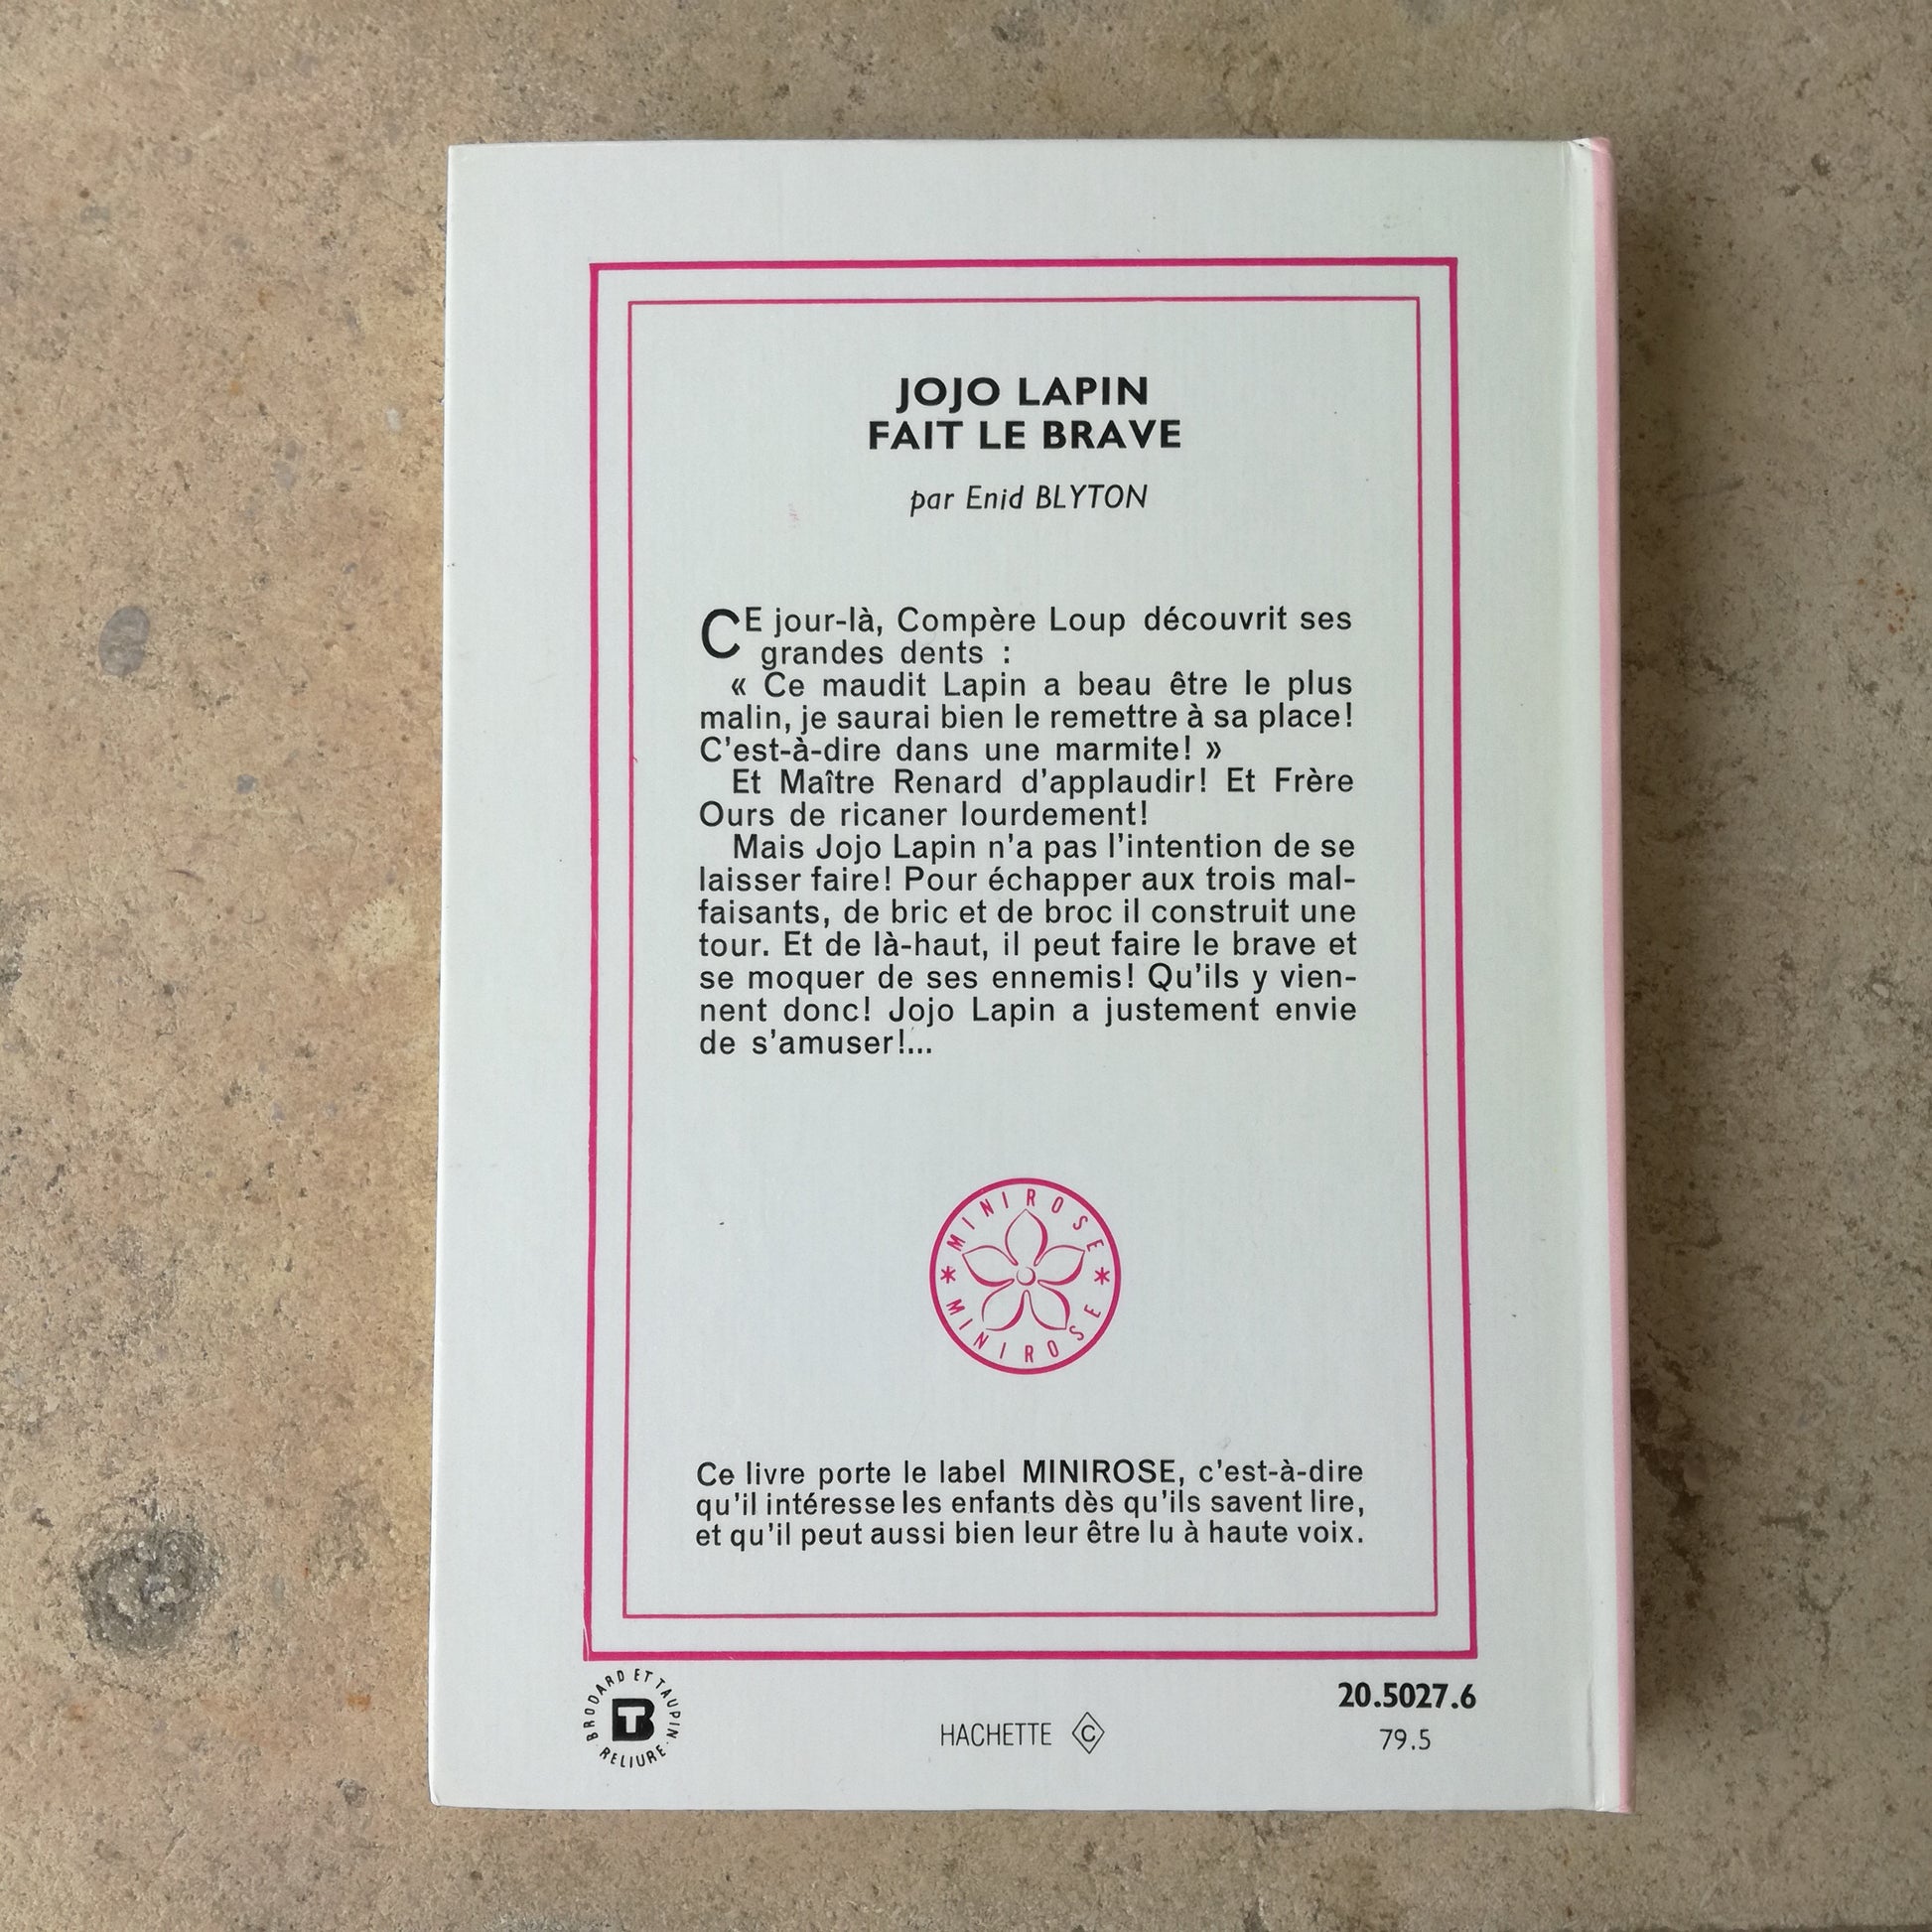 JOJO LAPIN
FAIT LE BRAVE
par Enid BLYTON
CE jour-là, Compère Loup découvrit ses
grandes dents :
« Ce maudit Lapin a beau être le plus
malin, je saurai bien le remettre à sa place!
C'est-à-dire dans une marmite! »
Et Maître Renard d'applaudir! Et Frère
Ours de ricaner lourdement!
Mais Jojo Lapin n'a pas l'intention de se
laisser faire! Pour échapper aux trois mal-
faisants, de bric et de broc il construit une
tour. Et de là-haut, il peut faire le brave et
se moquer de ses ennemis! Qu'ils y vien-
nent donc! Jojo Lapin a justement envie
de s'amuser!...
MINIROSE
* *
MINIROSE
Ce livre porte le label MINIROSE, c'est-à-dire
qu'il intéresse les enfants dès qu'ils savent lire,
et qu'il peut aussi bien leur être lu à haute voix.
BRODARD ET TAUPIN
BT
RELIURE
HACHETTE C
20.5027.6
79.5